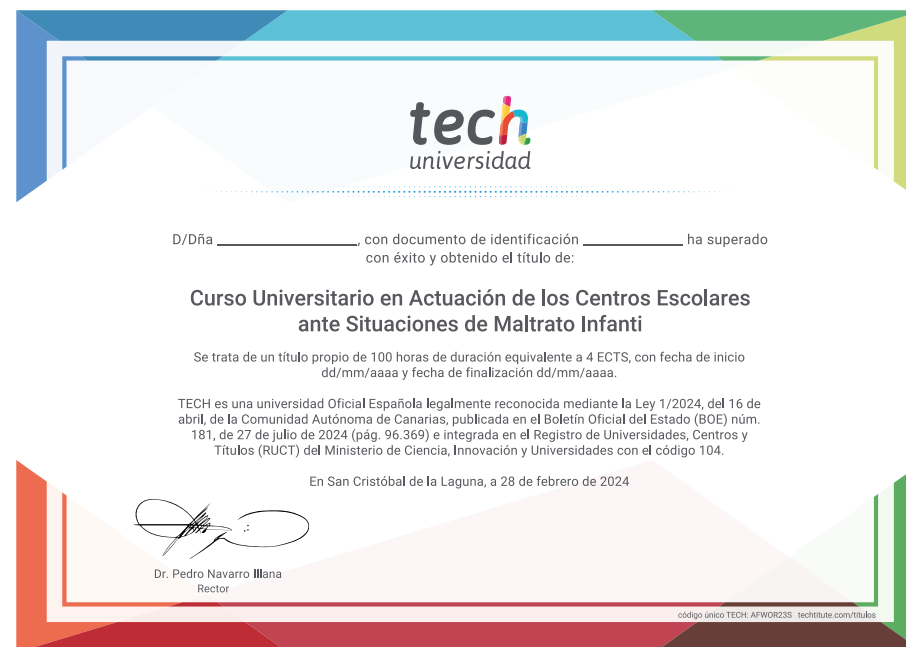 tech
universidad
D/Dña ____________________, con documento de identificación ______________ ha superado
con éxito y obtenido el título de:
Curso Universitario en Actuación de los Centros Escolares
ante Situaciones de Maltrato Infanti
Se trata de un título propio de 100 horas de duración equivalente a 4 ECTS, con fecha de inicio
dd/mm/aaaa y fecha de finalización dd/mm/aaaa.
TECH es una universidad Oficial Española legalmente reconocida mediante la Ley 1/2024, del 16 de
abril, de la Comunidad Autónoma de Canarias, publicada en el Boletín Oficial del Estado (BOE) núm.
181, de 27 de julio de 2024 (pág. 96.369) e integrada en el Registro de Universidades, Centros y
Títulos (RUCT) del Ministerio de Ciencia, Innovación y Universidades con el código 104.
En San Cristóbal de la Laguna, a 28 de febrero de 2024
Dr. Pedro Navarro Illana
Rector
código único TECH: AFWOR23S techtitute.com/titulos